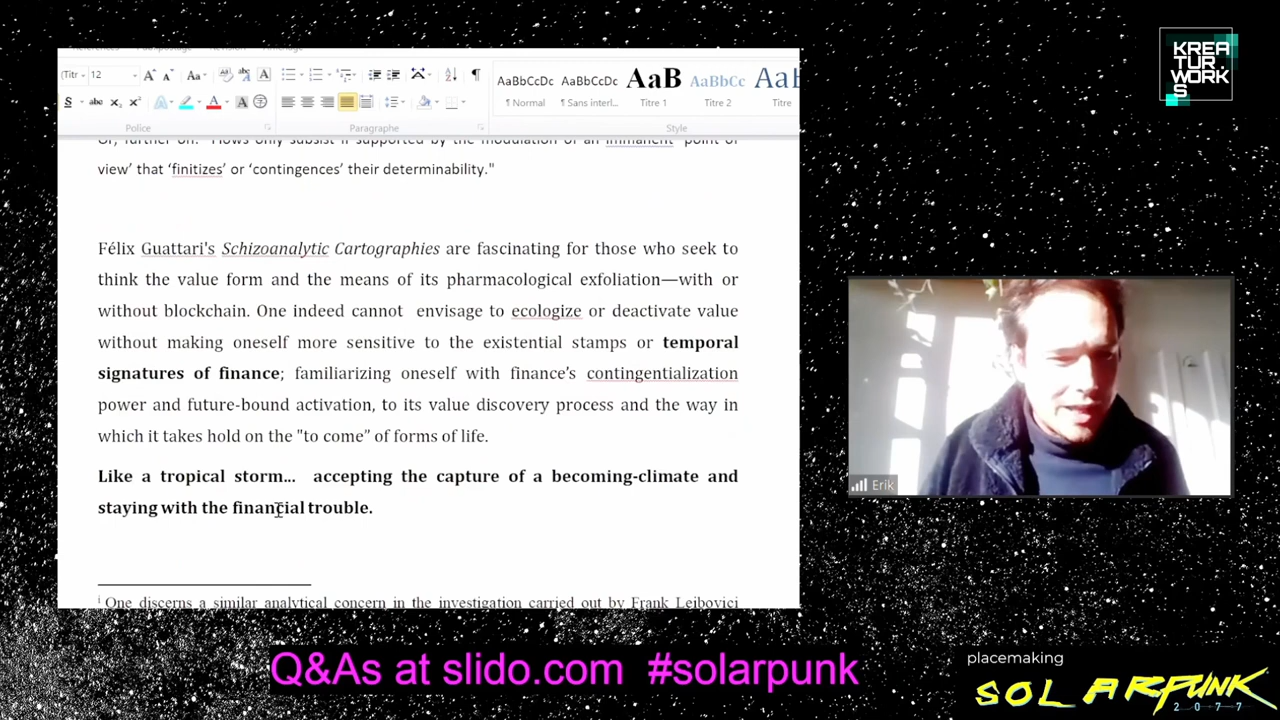 KREA
TUR.
WORK
S
(Titr
12
Aa
AaBbCcDc
AaBbCcDc
AaB
AaBbCc
AaB
¶ Normal
¶ Sans interl...
Titre 1
Titre 2
Titre
Police
Paragraphe
Style
view’ that ‘finitizes’ or ‘contingences’ their determinability."
Félix Guattari's Schizoanalytic Cartographies are fascinating for those who seek to
think the value form and the means of its pharmacological exfoliation—with or
without blockchain. One indeed cannot envisage to ecologize or deactivate value
without making oneself more sensitive to the existential stamps or temporal
signatures of finance; familiarizing oneself with finance’s contingentialization
power and future-bound activation, to its value discovery process and the way in
which it takes hold on the "to come” of forms of life.
Like a tropical storm... accepting the capture of a becoming-climate and
staying with the financial trouble.
i One discerns a similar analytical concern in the investigation carried out by Frank Leibovici
Erik
Q&As at slido.com #solarpunk
placemaking
SOLARPUNK
2077